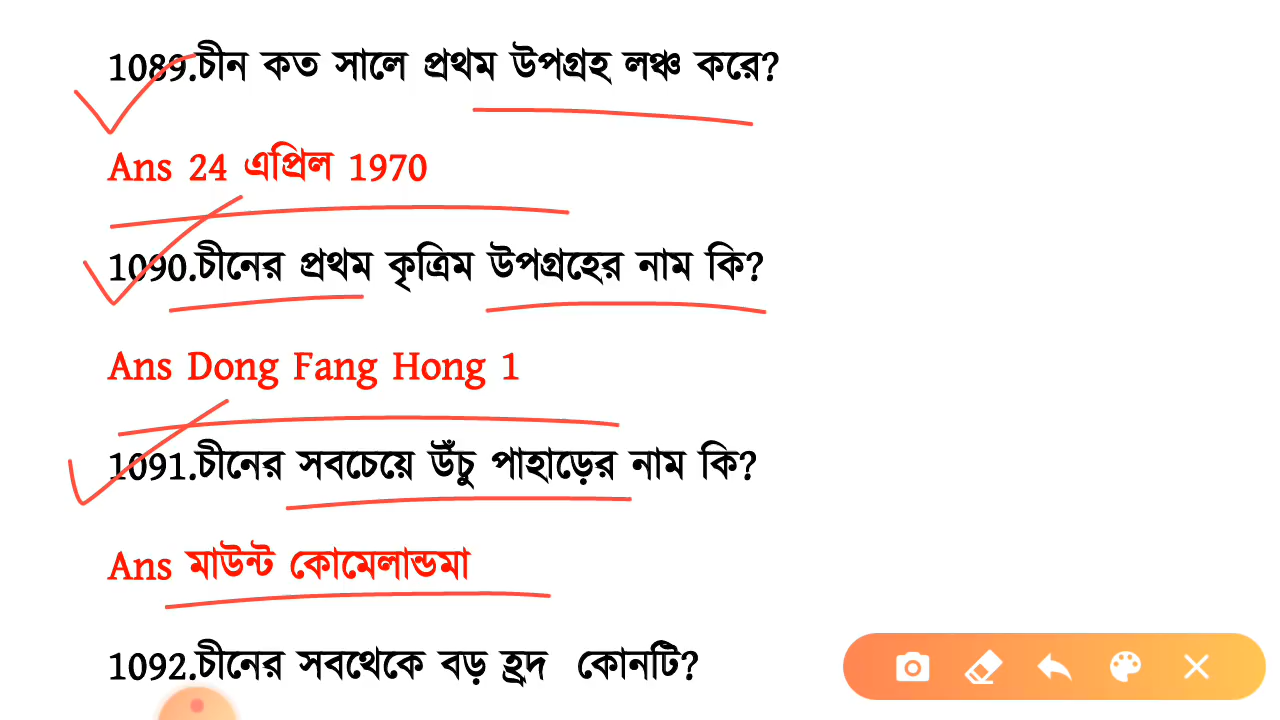 1089.চীন কত সালে প্রথম উপগ্রহ লঞ্চ করে?
Ans 24 এপ্রিল 1970
1090.চীনের প্রথম কৃত্রিম উপগ্রহের নাম কি?
Ans Dong Fang Hong 1
1091.চীনের সবচেয়ে উঁচু পাহাড়ের নাম কি?
Ans মাউন্ট কোমেলান্ডমা
1092.চীনের সবথেকে বড় হ্রদ কোনটি?